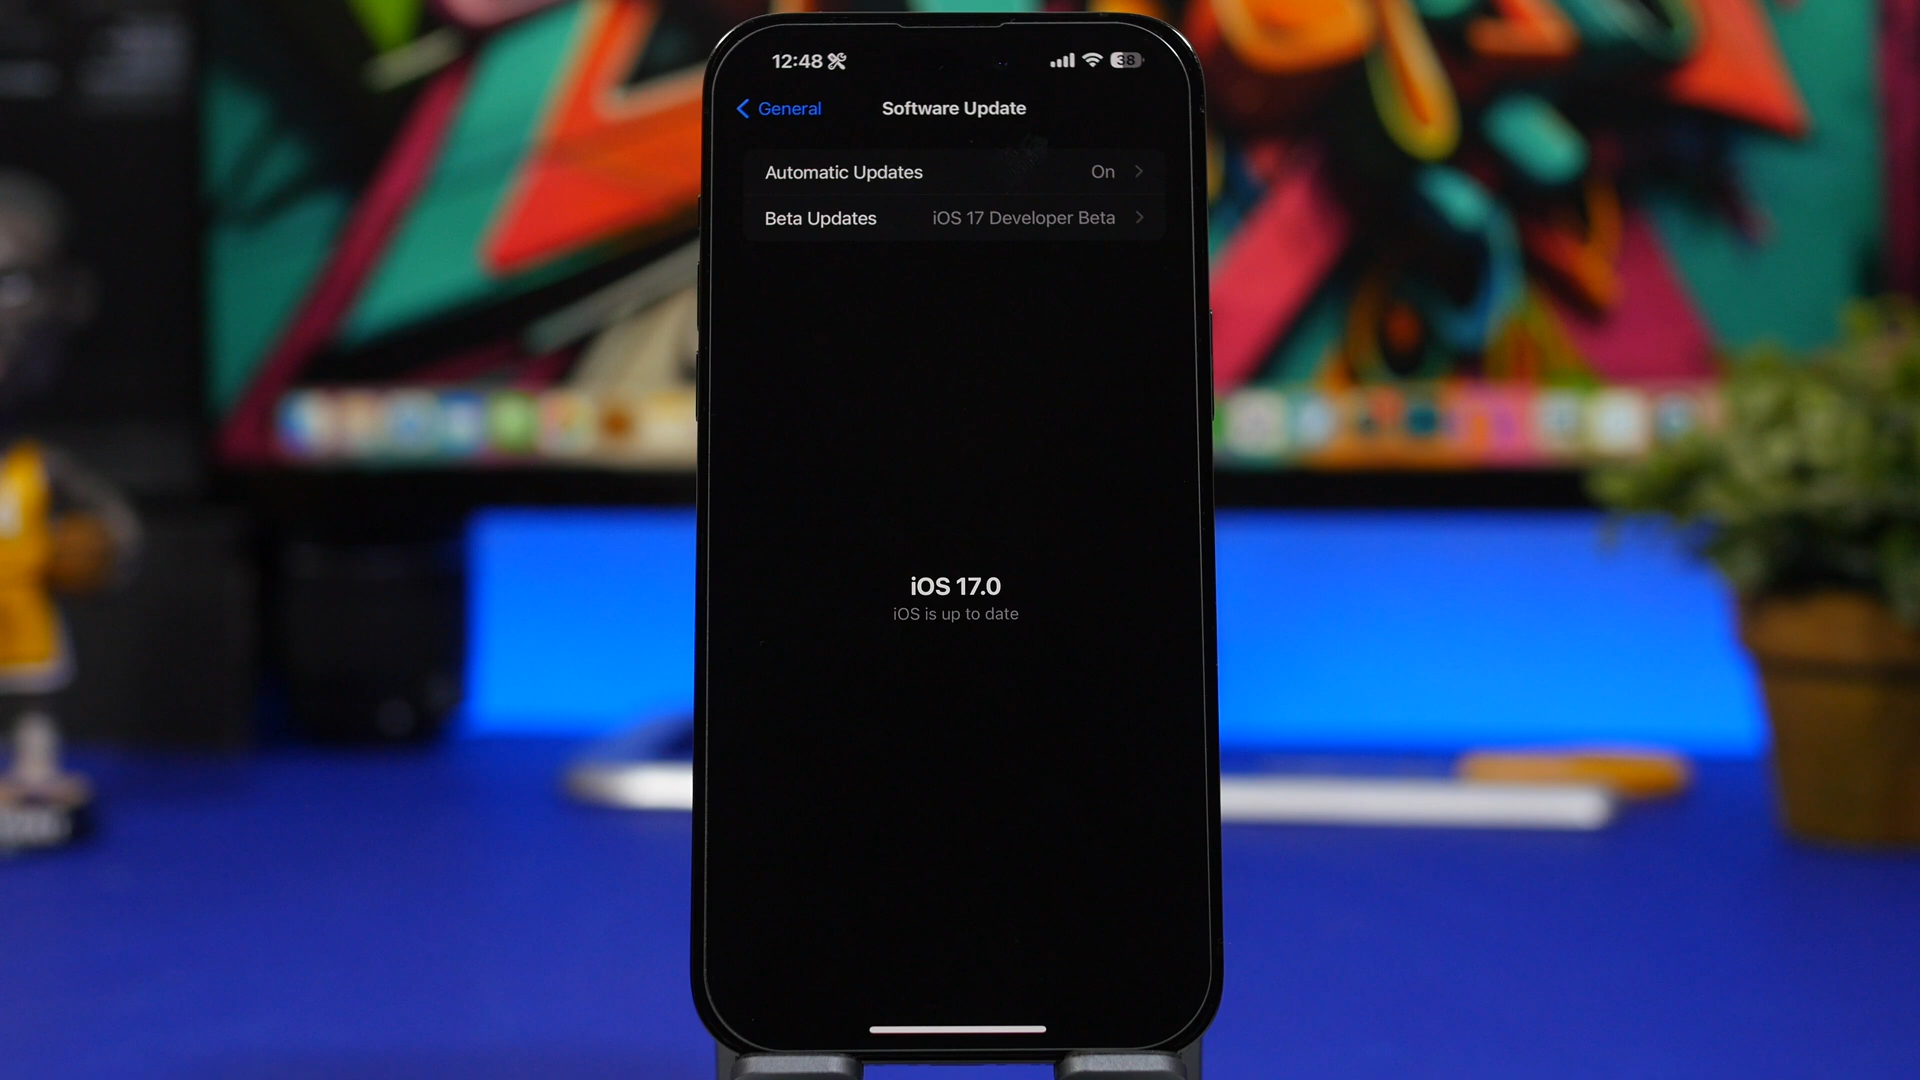 12:48
38
General
Software Update
Automatic Updates On
Beta Updates iOS 17 Developer Beta
iOS 17.0
iOS is up to date